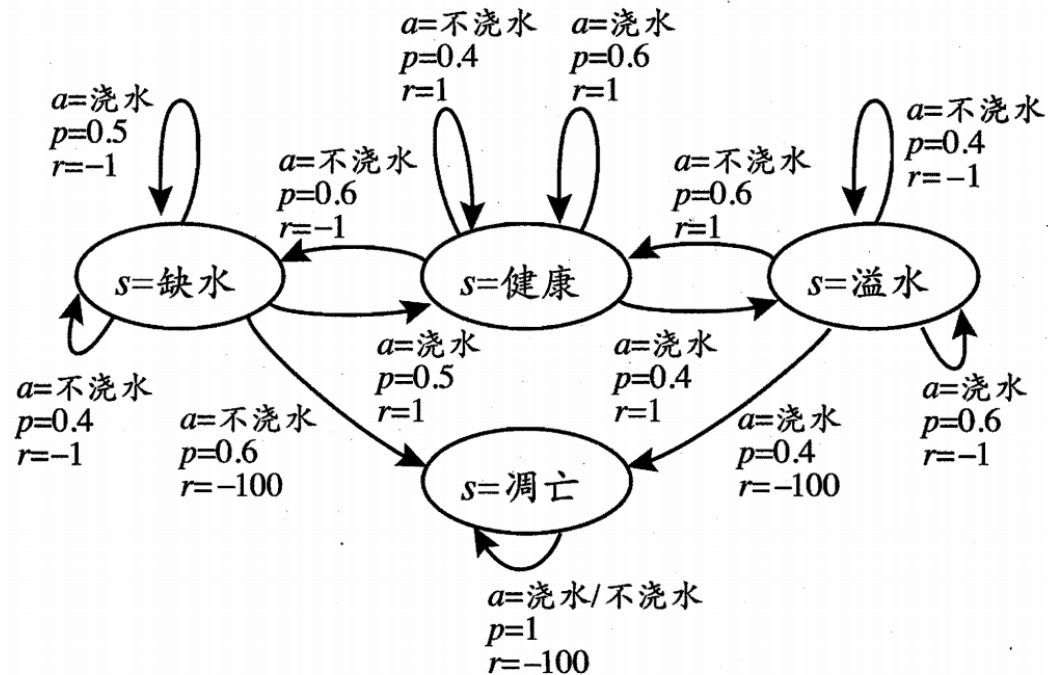 a=不浇水
p=0.4
r=1
a=浇水
p=0.6
r=1
a=浇水
p=0.5
r=-1
a=不浇水
p=0.6
r=-1
a=不浇水
p=0.6
r=1
a=不浇水
p=0.4
r=-1
s=缺水
s=健康
s=溢水
a=不浇水
p=0.4
r=-1
a=不浇水
p=0.6
r=-100
a=浇水
p=0.5
r=1
a=浇水
p=0.4
r=1
a=浇水
p=0.4
r=-100
a=浇水
p=0.6
r=-1
s=凋亡
a=浇水/不浇水
p=1
r=-100